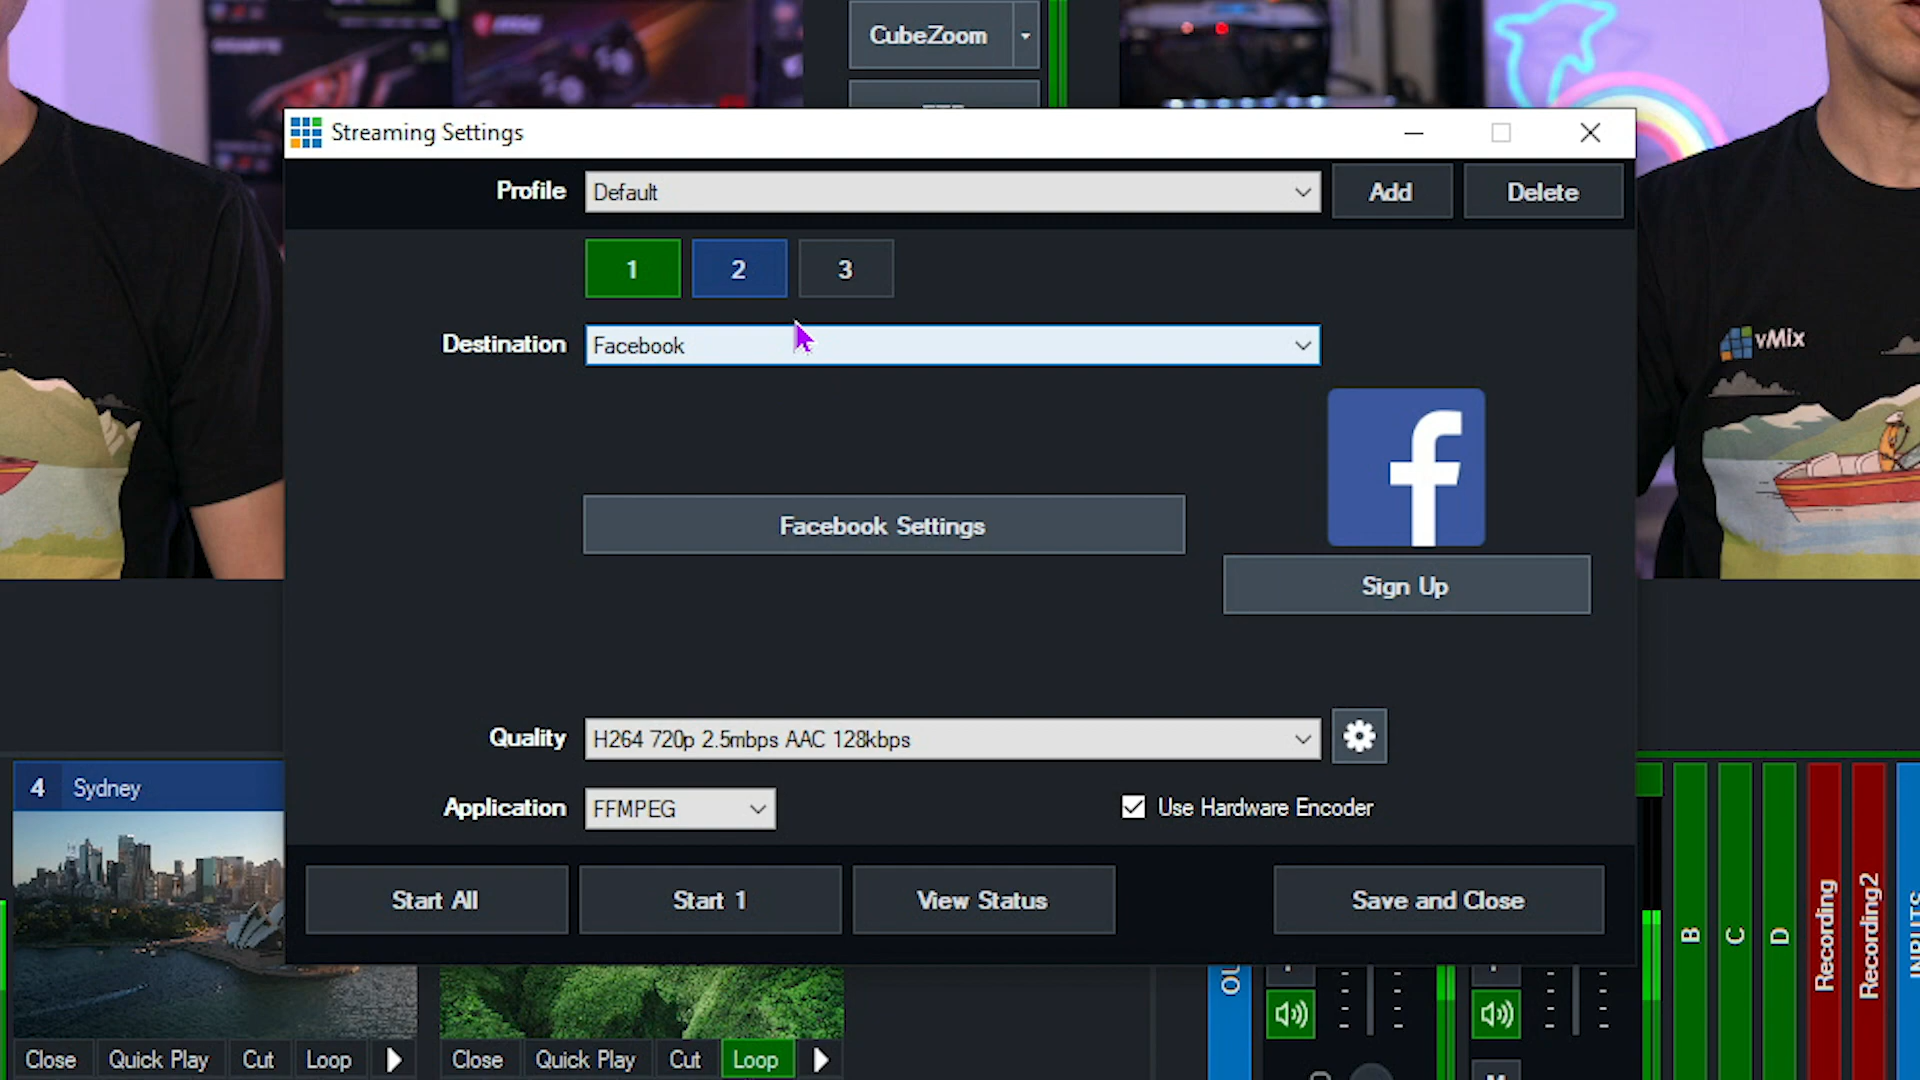 CubeZoom
Streaming Settings
Profile Default Add Delete
1 2 3
Destination Facebook
vMix
Facebook Settings
Sign Up
Quality H264 720p 2.5mbps AAC 128kbps
4 Sydney
Application FFMPEG Use Hardware Encoder
Start All Start 1 View Status Save and Close
B
C
D
Recording
Recording2
INPUTS
Close Quick Play Cut Loop
Close Quick Play Cut Loop